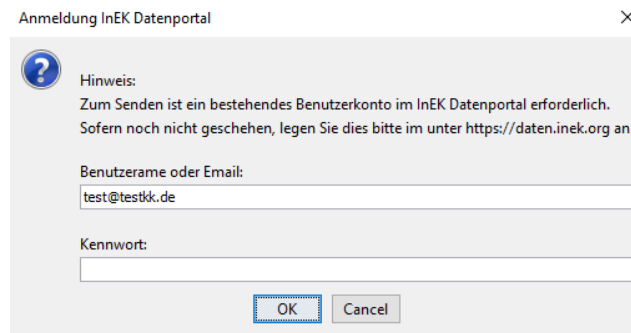 Anmeldung InEK Datenportal
Hinweis:
Zum Senden ist ein bestehendes Benutzerkonto im InEK Datenportal erforderlich.
Sofern noch nicht geschehen, legen Sie dies bitte im unter https://daten.inek.org an
Benutzerame oder Email:
test@testkk.de
Kennwort:
OK Cancel